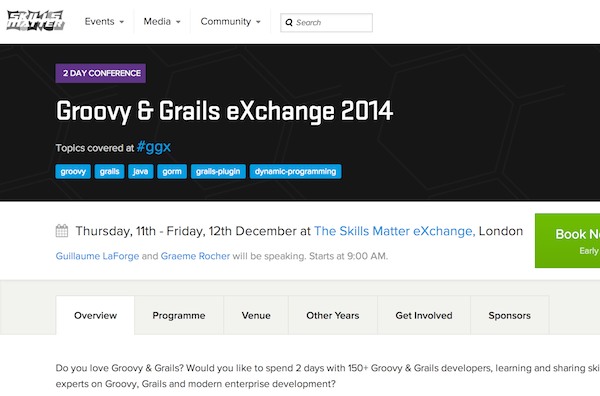 SKILLS MATTER
Events Media Community Search
2 DAY CONFERENCE
Groovy & Grails eXchange 2014
Topics covered at #ggx
groovy grails java gorm grails-plugin dynamic-programming
Thursday, 11th - Friday, 12th December at The Skills Matter eXchange, London
Book
Guillaume LaForge and Graeme Rocher will be speaking. Starts at 9:00 AM.
Early
Overview Programme Venue Other Years Get Involved Sponsors
Do you love Groovy & Grails? Would you like to spend 2 days with 150+ Groovy & Grails developers, learning and sharing
experts on Groovy, Grails and modern enterprise development?